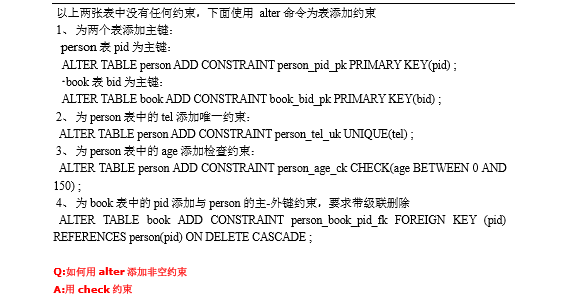 以上两张表中没有任何约束，下面使用 alter 命令为表添加约束
1、 为两个表添加主键：
person 表 pid 为主键：
ALTER TABLE person ADD CONSTRAINT person_pid_pk PRIMARY KEY(pid) ;
-book 表 bid 为主键：
ALTER TABLE book ADD CONSTRAINT book_bid_pk PRIMARY KEY(bid) ;
2、 为 person 表中的 tel 添加唯一约束：
ALTER TABLE person ADD CONSTRAINT person_tel_uk UNIQUE(tel) ;
3、 为 person 表中的 age 添加检查约束：
ALTER TABLE person ADD CONSTRAINT person_age_ck CHECK(age BETWEEN 0 AND
150) ;
4、 为 book 表中的 pid 添加与 person 的主-外键约束，要求带级联删除
ALTER TABLE book ADD CONSTRAINT person_book_pid_fk FOREIGN KEY (pid)
REFERENCES person(pid) ON DELETE CASCADE ;
Q:如何用 alter 添加非空约束
A:用 check 约束